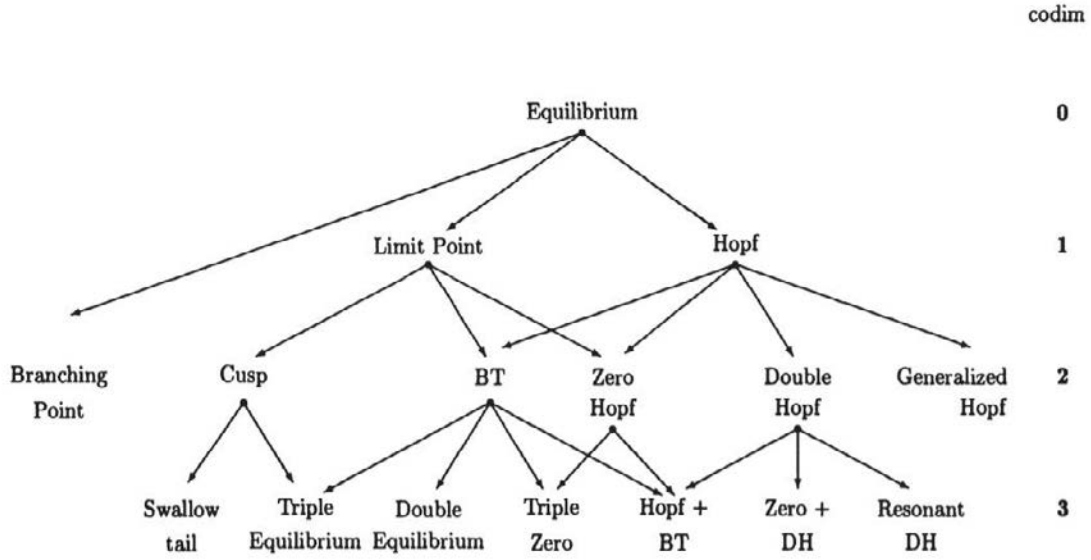 codim
Equilibrium 0
Limit Point Hopf 1
Branching Cusp BT Zero Double Generalized 2
Point Hopf Hopf Hopf
Swallow Triple Double Triple Hopf + Zero + Resonant 3
tail Equilibrium Equilibrium Zero BT DH DH